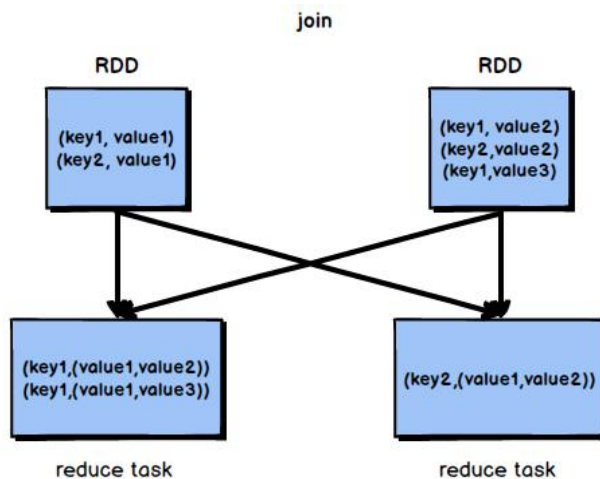 join
RDD
RDD
(key1, value1)
(key2, value1)
(key1, value2)
(key2,value2)
(key1,value3)
(key1,(value1,value2))
(key1,(value1,value3))
(key2,(value1,value2))
reduce task
reduce task